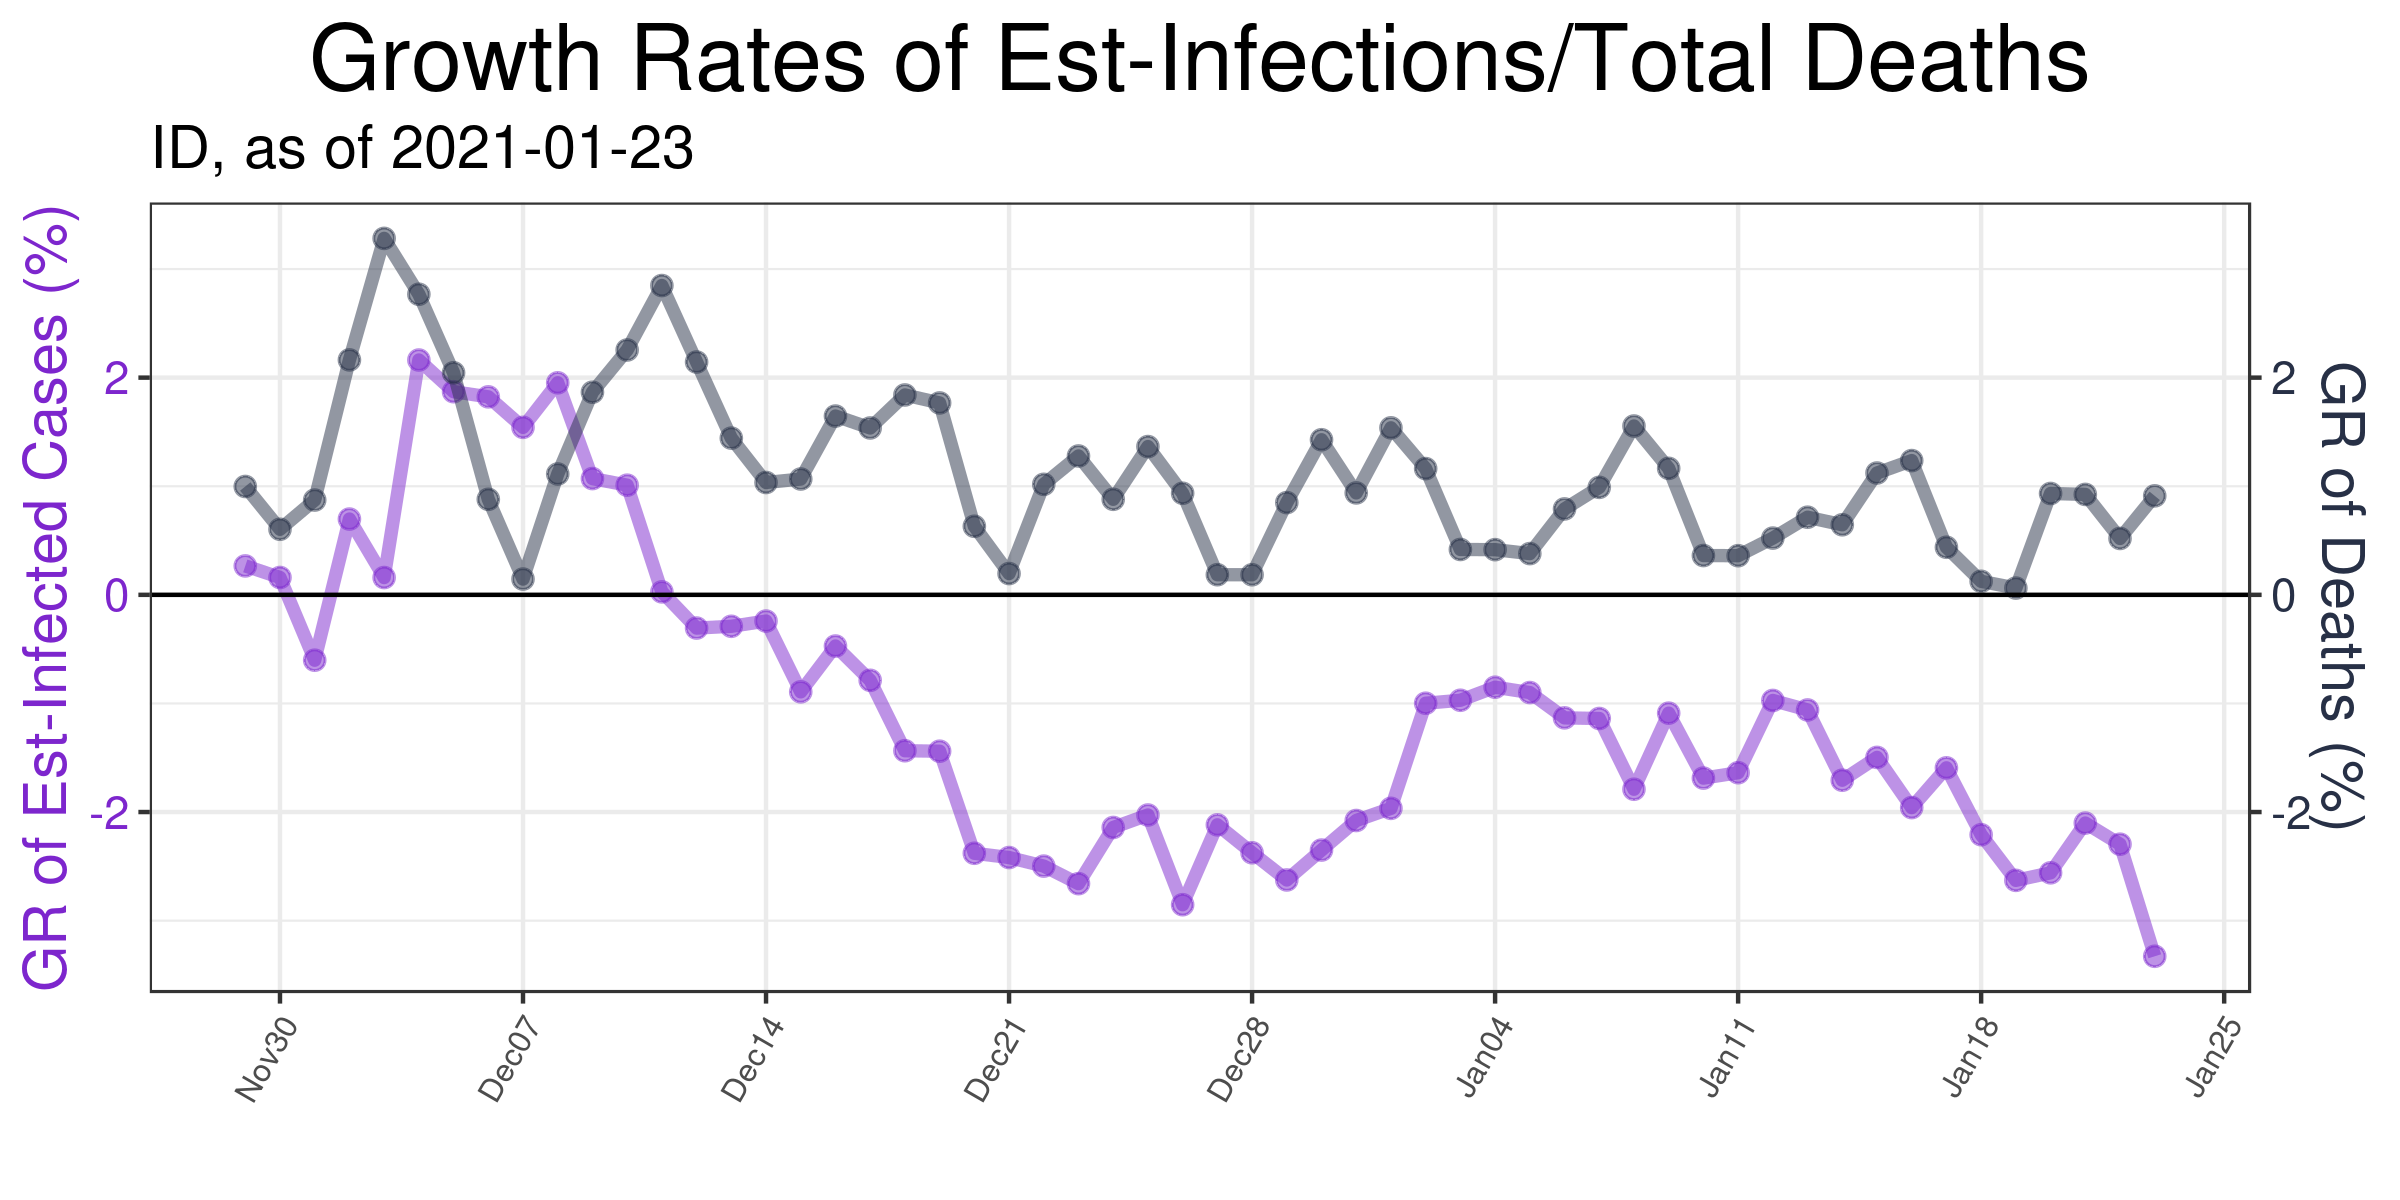 Growth Rates of Est-Infections/Total Deaths
ID, as of 2021-01-23
GR of Est-Infected Cases (%)
2
0
-2
2
0
-2
GR of Deaths (%)
Nov30
Dec07
Dec14
Dec21
Dec28
Jan04
Jan11
Jan18
Jan25